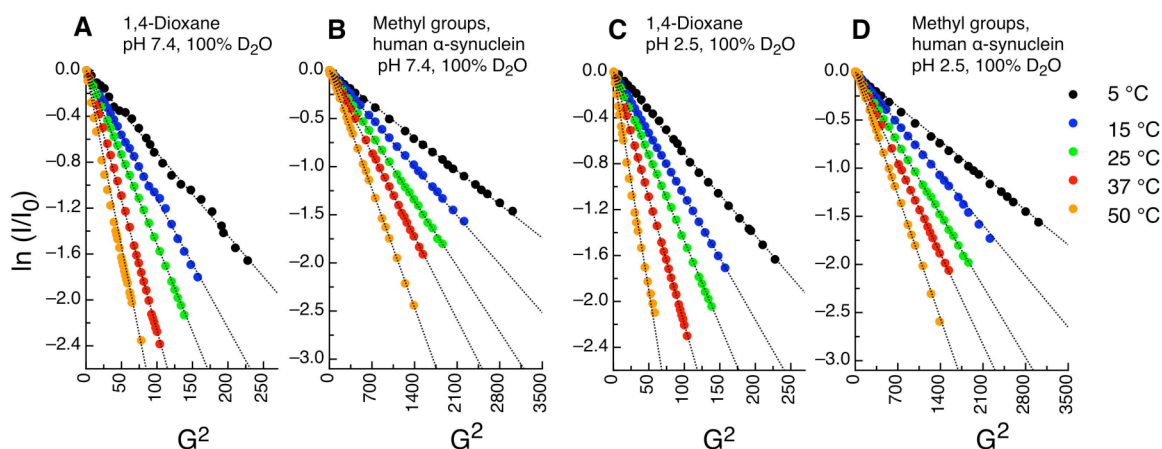 A
1,4-Dioxane
pH 7.4, 100% D₂O
B
Methyl groups,
human α-synuclein
pH 7.4, 100% D₂O
C
1,4-Dioxane
pH 2.5, 100% D₂O
D
Methyl groups,
human α-synuclein
pH 2.5, 100% D₂O
ln (I/I₀)
0.0
−0.4
−0.8
−1.2
−1.6
−2.0
−2.4
0
50
100
150
200
250
G²
0.0
−0.5
−1.0
−1.5
−2.0
−2.5
−3.0
0
700
1400
2100
2800
3500
G²
0.0
−0.4
−0.8
−1.2
−1.6
−2.0
−2.4
0
50
100
150
200
250
G²
0.0
−0.5
−1.0
−1.5
−2.0
−2.5
−3.0
0
700
1400
2100
2800
3500
G²
5 °C
15 °C
25 °C
37 °C
50 °C